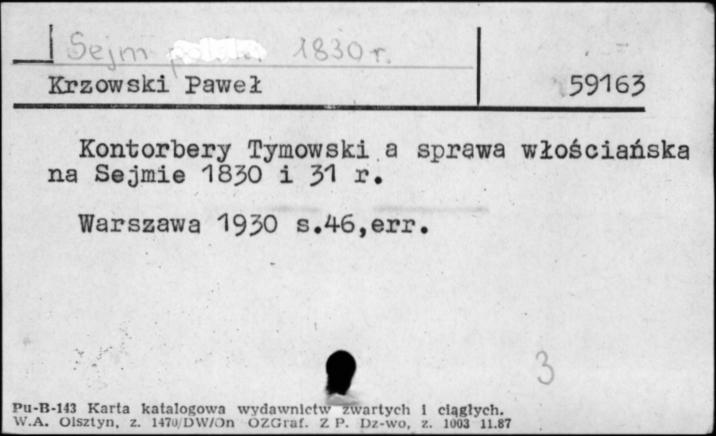 Sejm 1830 r.
Krzowski Paweł 59163
Kontorbery Tymowski a sprawa włościańska
na Sejmie 1830 i 31 r.
Warszawa 1930 s.46,err.
3
Pu-B-143 Karta katalogowa wydawnictw zwartych i ciągłych.
W.A. Olsztyn, z. 1470/DW/On OZGraf. Z P. Dz-wo, z. 1003 11.87